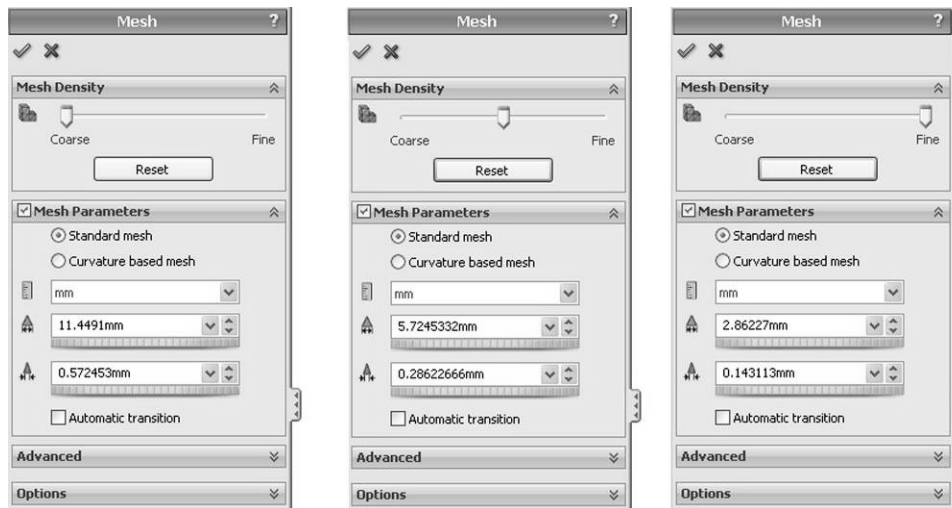 Mesh ?
Mesh Density
Coarse Fine
Reset
Mesh Parameters
Standard mesh
Curvature based mesh
mm
11.4491mm
0.572453mm
Automatic transition
Advanced
Options
Mesh ?
Mesh Density
Coarse Fine
Reset
Mesh Parameters
Standard mesh
Curvature based mesh
mm
5.7245332mm
0.28622666mm
Automatic transition
Advanced
Options
Mesh ?
Mesh Density
Coarse Fine
Reset
Mesh Parameters
Standard mesh
Curvature based mesh
mm
2.86227mm
0.143113mm
Automatic transition
Advanced
Options